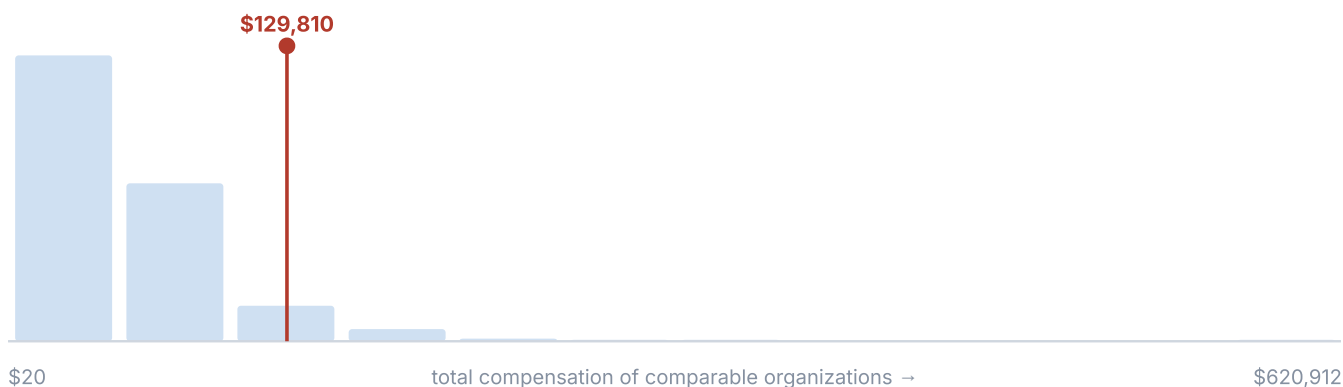 $129,810
$20 total compensation of comparable organizations → $620,912